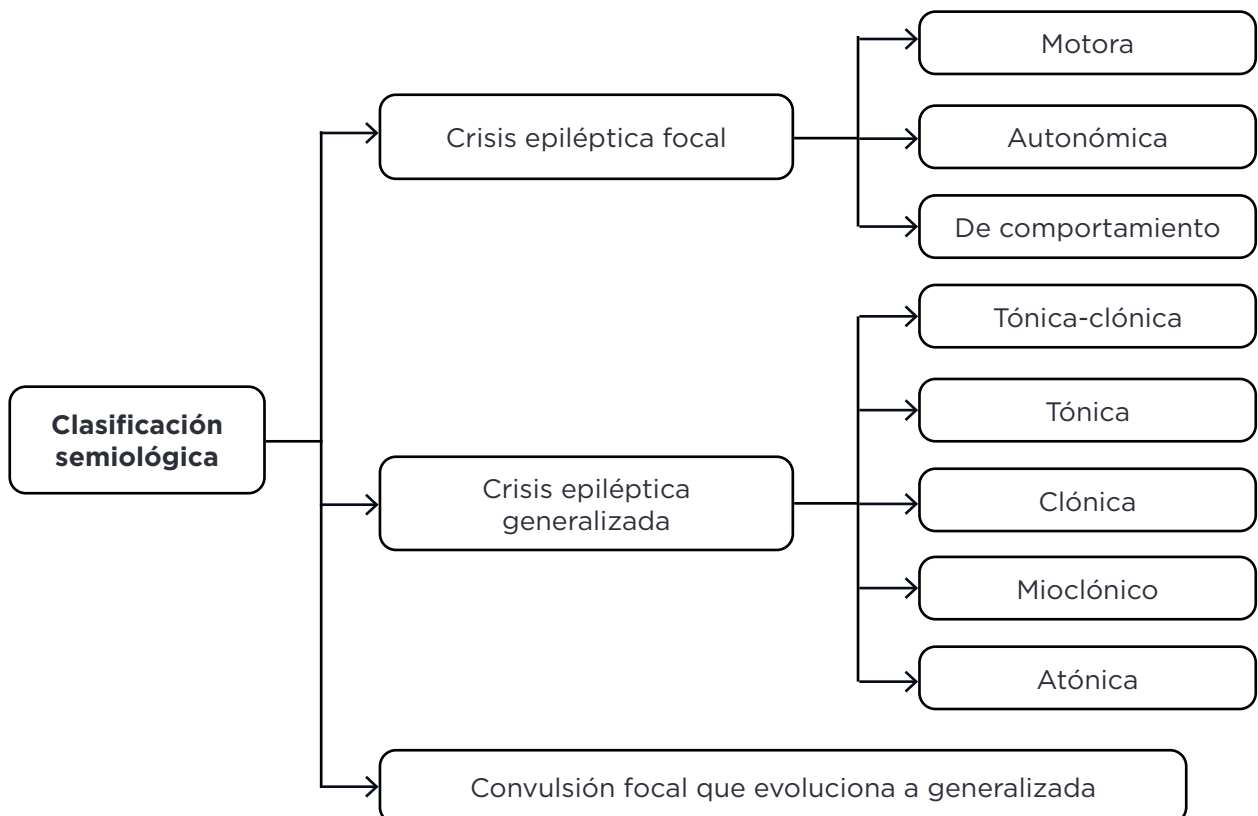 Clasificación
semiológica
Crisis epiléptica focal
Motora
Autonómica
De comportamiento
Crisis epiléptica
generalizada
Tónica-clónica
Tónica
Clónica
Mioclónico
Atónica
Convulsión focal que evoluciona a generalizada